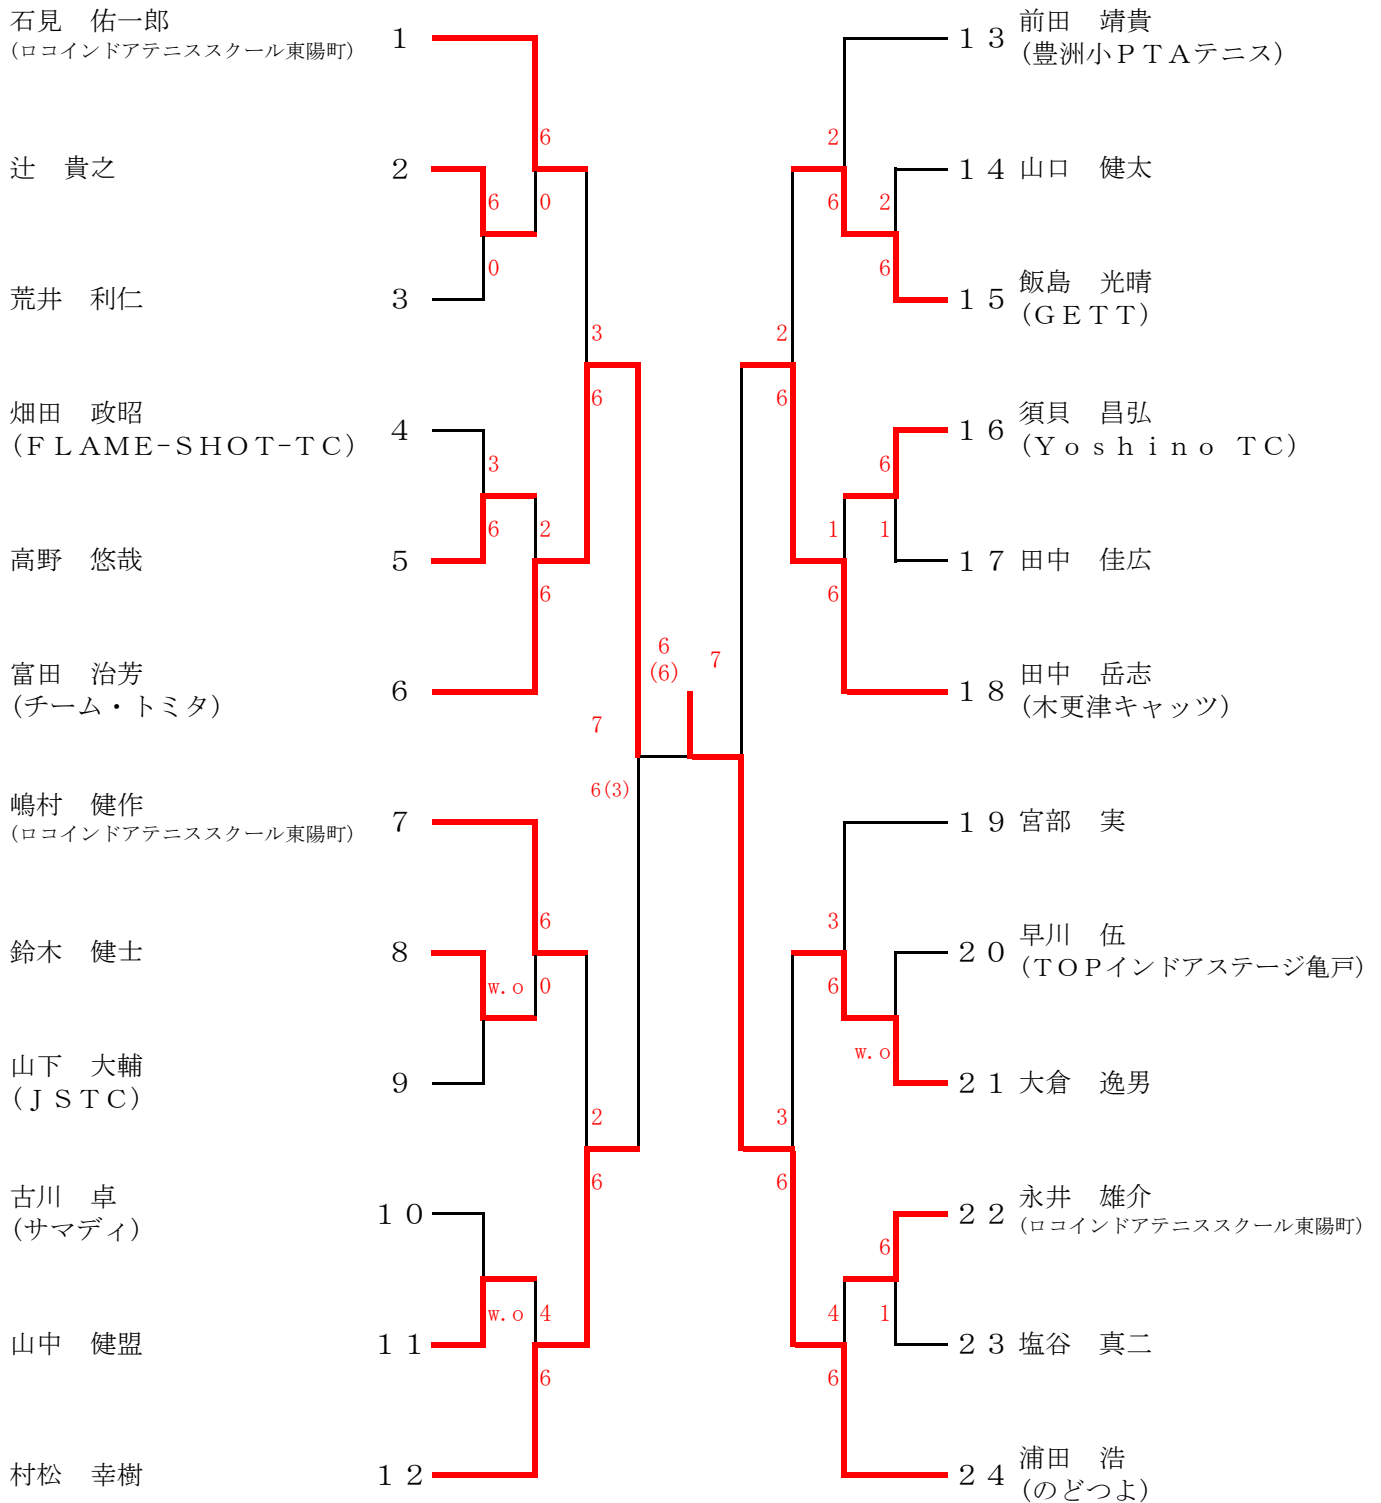 石見　佑一郎
(ロコインドアテニススクール東陽町)
1
辻　貴之
2
荒井　利仁
3
畑田　政昭
(ＦＬＡＭＥ-ＳＨＯＴ-ＴＣ)
4
高野　悠哉
5
富田　治芳
(チーム・トミタ)
6
嶋村　健作
(ロコインドアテニススクール東陽町)
7
鈴木　健士
8
山下　大輔
(ＪＳＴＣ)
9
古川　卓
(サマディ)
10
山中　健盟
11
村松　幸樹
12
6
0
6
0
3
6
3
6
2
6
7
6(3)
6
0
w.o
2
6
w.o
4
6
6
(6)
7
2
6
2
6
2
6
6
1
1
6
3
6
w.o
3
6
6
1
4
6
13
前田　靖貴
(豊洲小ＰＴＡテニス)
14
山口　健太
15
飯島　光晴
(ＧＥＴＴ)
16
須貝　昌弘
(Ｙｏｓｈｉｎｏ ＴＣ)
17
田中　佳広
18
田中　岳志
(木更津キャッツ)
19
宮部　実
20
早川　伍
(ＴＯＰインドアステージ亀戸)
21
大倉　逸男
22
永井　雄介
(ロコインドアテニススクール東陽町)
23
塩谷　真二
24
浦田　浩
(のどつよ)